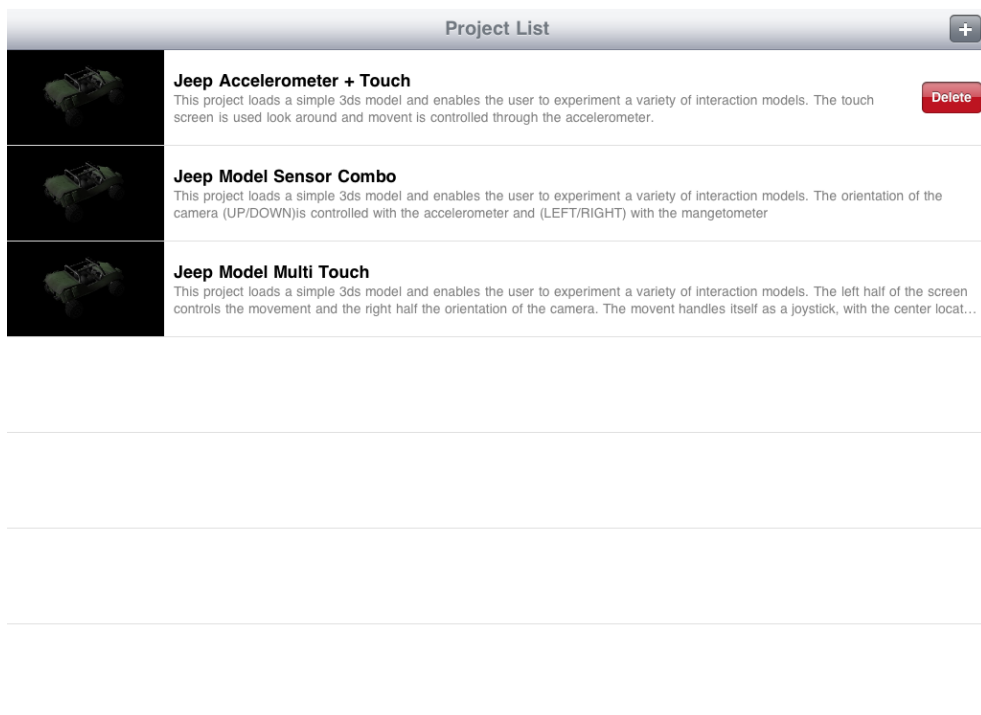 Project List
+
Jeep Accelerometer + Touch
This project loads a simple 3ds model and enables the user to experiment a variety of interaction models. The touch
screen is used look around and movent is controlled through the accelerometer.
Delete
Jeep Model Sensor Combo
This project loads a simple 3ds model and enables the user to experiment a variety of interaction models. The orientation of the
camera (UP/DOWN)is controlled with the accelerometer and (LEFT/RIGHT) with the mangetometer
Jeep Model Multi Touch
This project loads a simple 3ds model and enables the user to experiment a variety of interaction models. The left half of the screen
controls the movement and the right half the orientation of the camera. The movent handles itself as a joystick, with the center locat...